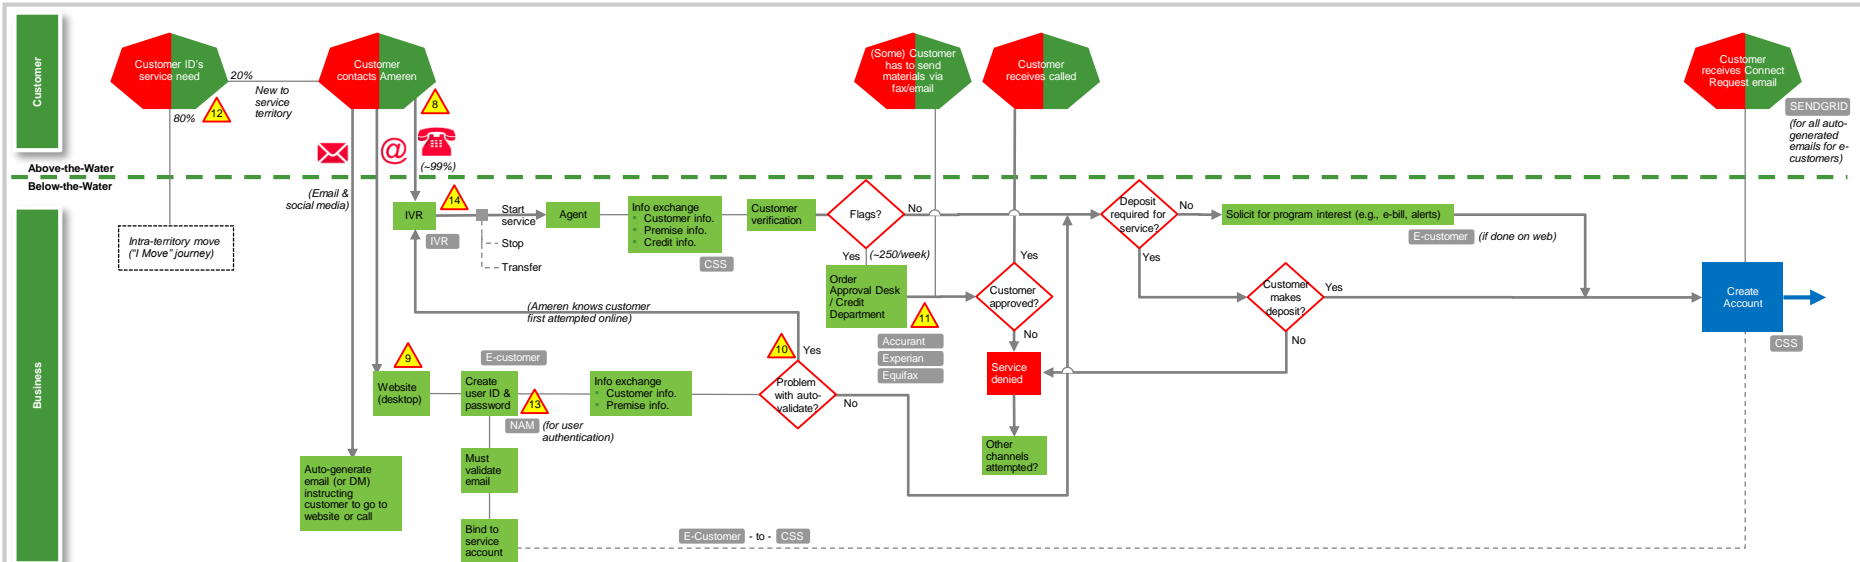 Customer
Customer ID's
service need
20%
New to
service
territory
80%
12
Customer
contacts Ameren
8
@
(~99%)
(Some) Customer
has to send
materials via
fax/email
Customer
receives called
Customer
receives Connect
Request email
SENDGRID
(for all auto-
generated
emails for e-
customers)
Above-the-Water
Below-the-Water
Business
Intra-territory move
("I Move" journey)
(Email &
social media)
IVR
14
IVR
Start
service
Stop
Transfer
Agent
Info exchange
Customer info.
Premise info.
Credit info.
CSS
Customer
verification
Flags?
No
Yes
(~250/week)
Order
Approval Desk
/ Credit
Department
11
Accurant
Experian
Equifax
Customer
approved?
Yes
No
Service
denied
Other
channels
attempted?
Deposit
required for
service?
No
Yes
Solicit for program interest (e.g., e-bill, alerts)
E-customer
(if done on web)
Customer
makes
deposit?
Yes
No
Create
Account
CSS
(Ameren knows customer
first attempted online)
9
Website
(desktop)
E-customer
Create
user ID &
password
13
NAM
(for user
authentication)
Info exchange
Customer info.
Premise info.
10
Yes
Problem
with auto-
validate?
No
Auto-generate
email (or DM)
instructing
customer to go to
website or call
Must
validate
email
Bind to
service
account
E-Customer - to - CSS